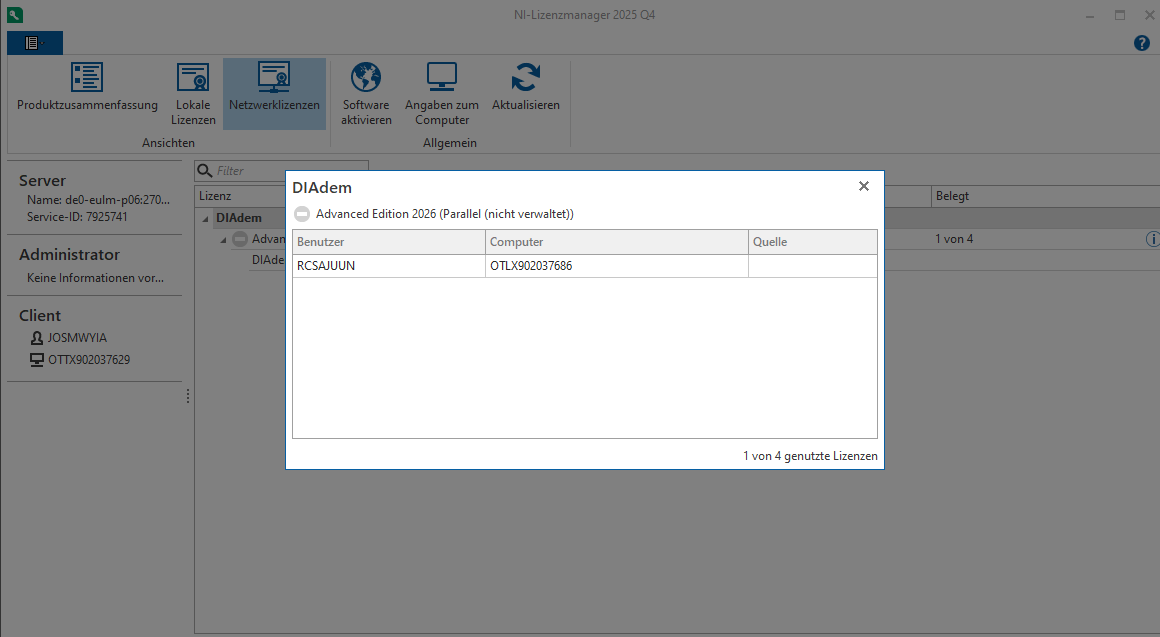 NI-Lizenzmanager 2025 Q4
Produktzusammenfassung
Lokale
Lizenzen
Netzwerklizenzen
Ansichten
Software
aktivieren
Angaben zum
Computer
Aktualisieren
Allgemein
Server
Name: de0-eulm-p06:270...
Service-ID: 7925741
Administrator
Keine Informationen vor...
Client
JOSMWYIA
OTTX902037629
Filter
Lizenz
Belegt
DIAdem
Advan
1 von 4
DIAde
DIAdem
Advanced Edition 2026 (Parallel (nicht verwaltet))
Benutzer Computer Quelle
RCSAJUUN OTLX902037686
1 von 4 genutzte Lizenzen